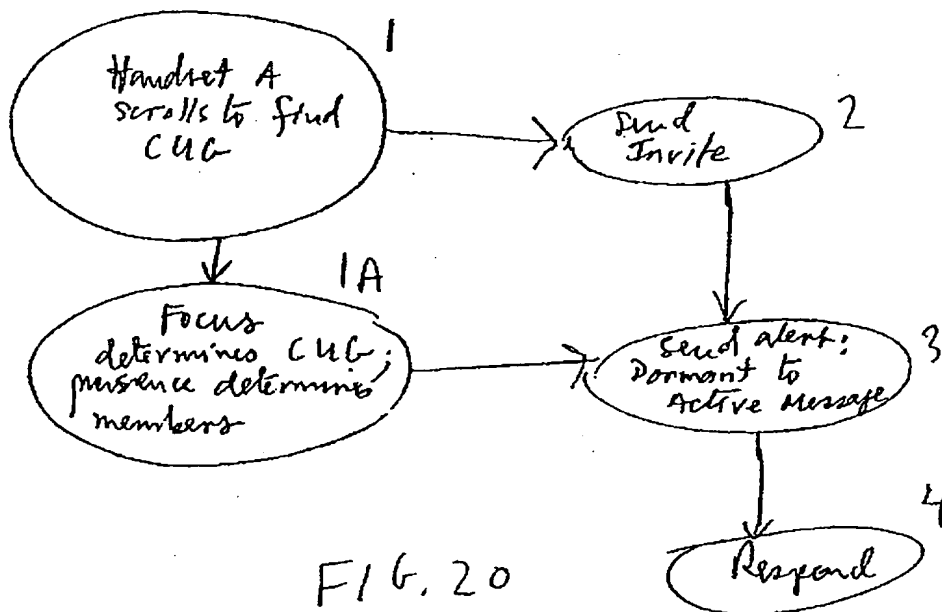 1
Handset A
scrolls to find
CUG
2
Send
Invite
1A
Focus
determines CUG;
presence determines
members
3
Send alert:
Dormant to
Active Message
4
Respond
FIG. 20